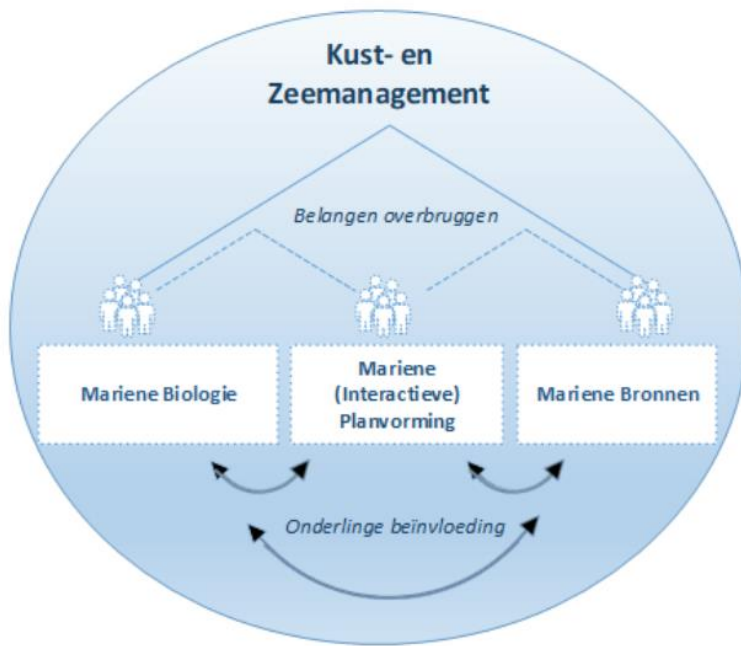 Kust- en
Zeemanagement
Belangen overbruggen
Mariene Biologie
Mariene
(Interactieve)
Planvorming
Mariene Bronnen
Onderlinge beïnvloeding